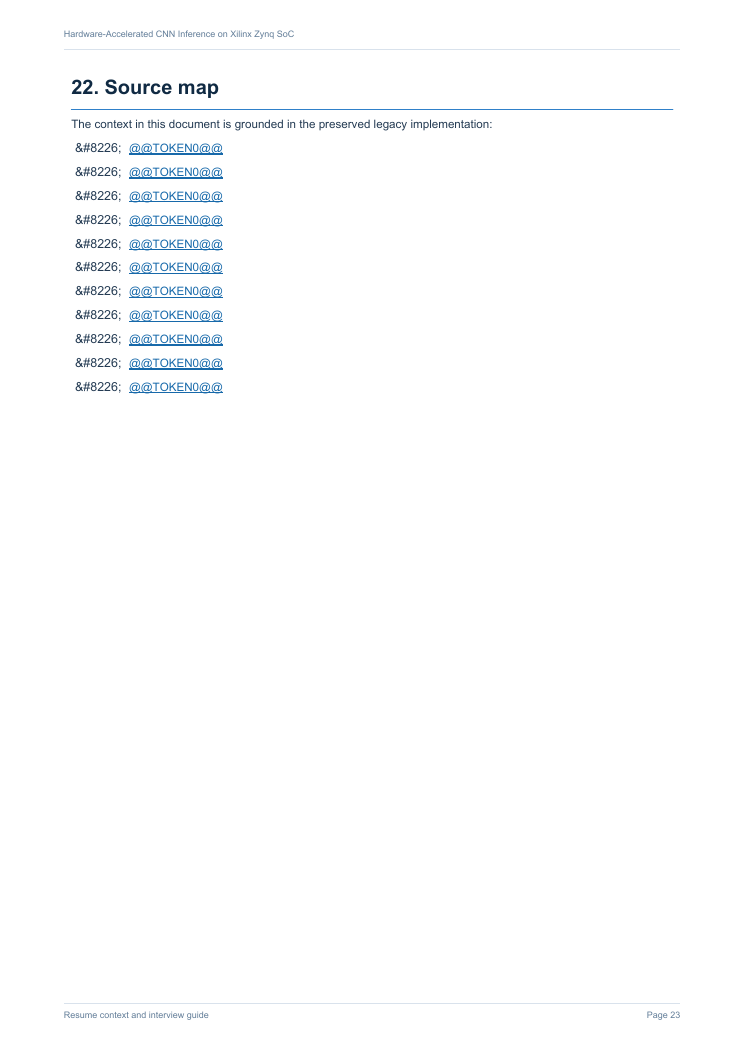 Hardware-Accelerated CNN Inference on Xilinx Zynq SoC
22. Source map
The context in this document is grounded in the preserved legacy implementation:
&#8226; @@TOKEN0@@
&#8226; @@TOKEN0@@
&#8226; @@TOKEN0@@
&#8226; @@TOKEN0@@
&#8226; @@TOKEN0@@
&#8226; @@TOKEN0@@
&#8226; @@TOKEN0@@
&#8226; @@TOKEN0@@
&#8226; @@TOKEN0@@
&#8226; @@TOKEN0@@
&#8226; @@TOKEN0@@
Resume context and interview guide Page 23